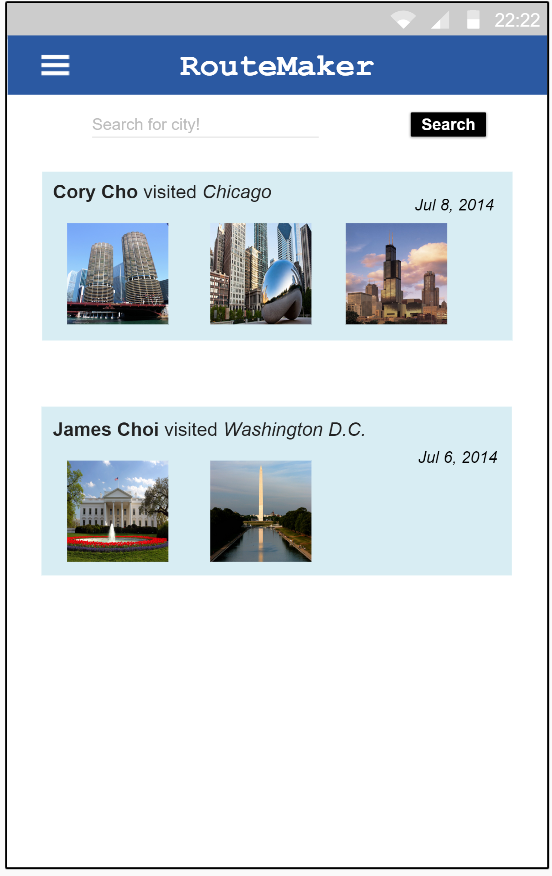 22:22
RouteMaker
Search for city!
Search
Cory Cho visited Chicago
Jul 8, 2014
James Choi visited Washington D.C.
Jul 6, 2014